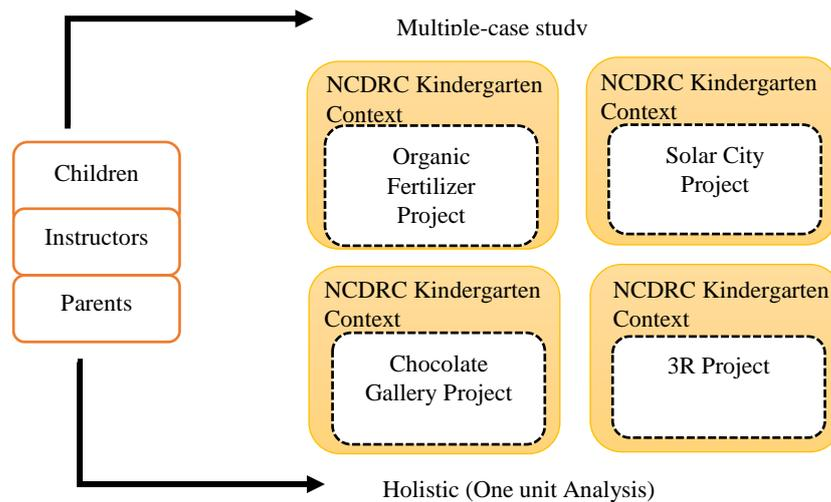 Multiple-case study
NCDRC Kindergarten
Context
Organic
Fertilizer
Project
NCDRC Kindergarten
Context
Solar City
Project
Children
Instructors
Parents
NCDRC Kindergarten
Context
Chocolate
Gallery Project
NCDRC Kindergarten
Context
3R Project
Holistic (One unit Analysis)